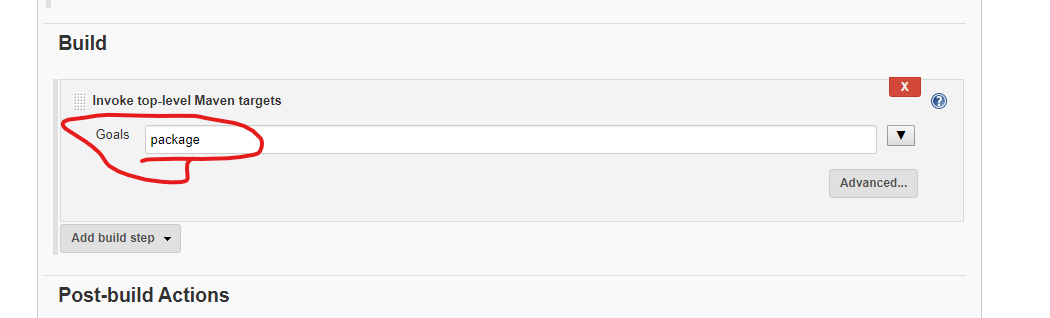 Build
Invoke top-level Maven targets
X
Goals
package
Advanced...
Add build step
Post-build Actions